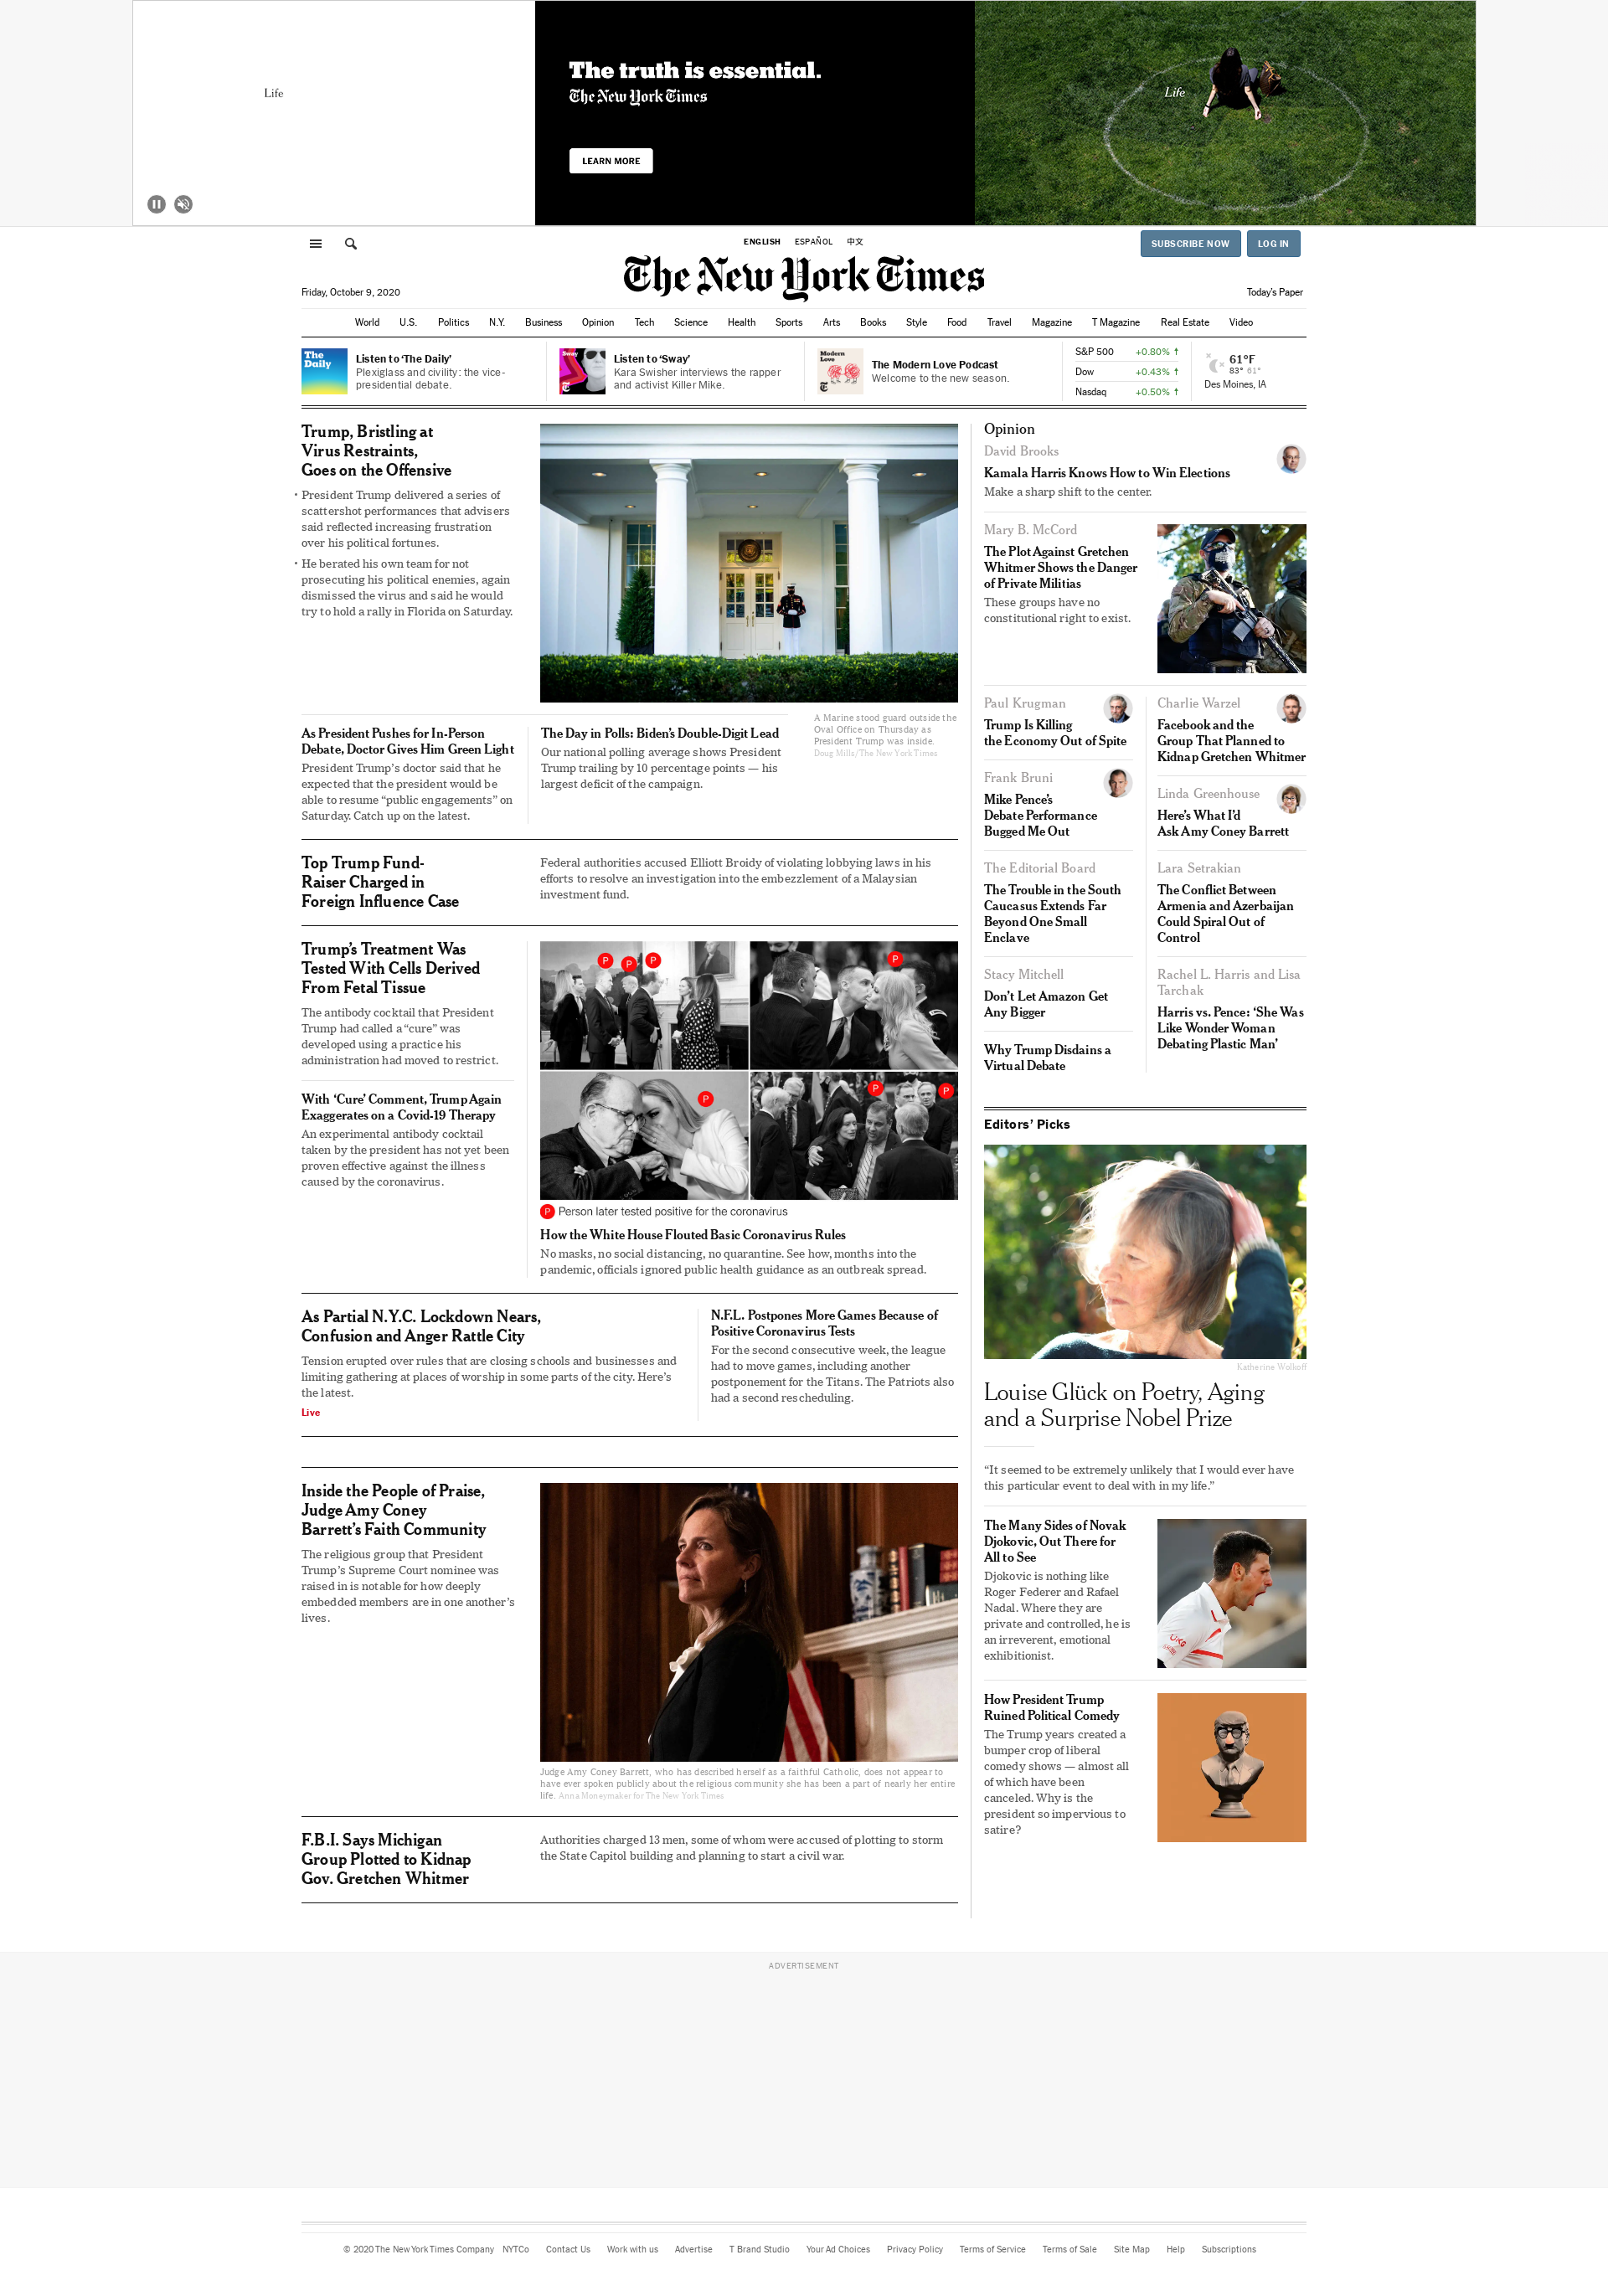 Life
The truth is essential.
The New York Times
LEARN MORE
Life
ENGLISH ESPAÑOL 中文
SUBSCRIBE NOW LOG IN
The New York Times
Friday, October 9, 2020
Today's Paper
World U.S. Politics N.Y. Business Opinion Tech Science Health Sports Arts Books Style Food Travel Magazine T Magazine Real Estate Video
The
Daily
Listen to ‘The Daily’
Plexiglass and civility: the vice-
presidential debate.
Sway
Listen to ‘Sway’
Kara Swisher interviews the rapper
and activist Killer Mike.
Modern
Love
The Modern Love Podcast
Welcome to the new season.
S&P 500 +0.80% ↑
Dow +0.43% ↑
Nasdaq +0.50% ↑
61°F
83° 61°
Des Moines, IA
Trump, Bristling at
Virus Restraints,
Goes on the Offensive
• President Trump delivered a series of
scattershot performances that advisers
said reflected increasing frustration
over his political fortunes.
• He berated his own team for not
prosecuting his political enemies, again
dismissed the virus and said he would
try to hold a rally in Florida on Saturday.
A Marine stood guard outside the
Oval Office on Thursday as
President Trump was inside.
Doug Mills/The New York Times
As President Pushes for In-Person
Debate, Doctor Gives Him Green Light
President Trump’s doctor said that he
expected that the president would be
able to resume “public engagements” on
Saturday. Catch up on the latest.
The Day in Polls: Biden’s Double-Digit Lead
Our national polling average shows President
Trump trailing by 10 percentage points — his
largest deficit of the campaign.
Top Trump Fund-
Raiser Charged in
Foreign Influence Case
Federal authorities accused Elliott Broidy of violating lobbying laws in his
efforts to resolve an investigation into the embezzlement of a Malaysian
investment fund.
Trump’s Treatment Was
Tested With Cells Derived
From Fetal Tissue
The antibody cocktail that President
Trump had called a “cure” was
developed using a practice his
administration had moved to restrict.
With ‘Cure’ Comment, Trump Again
Exaggerates on a Covid-19 Therapy
An experimental antibody cocktail
taken by the president has not yet been
proven effective against the illness
caused by the coronavirus.
P P P P
P P P
P Person later tested positive for the coronavirus
How the White House Flouted Basic Coronavirus Rules
No masks, no social distancing, no quarantine. See how, months into the
pandemic, officials ignored public health guidance as an outbreak spread.
As Partial N.Y.C. Lockdown Nears,
Confusion and Anger Rattle City
Tension erupted over rules that are closing schools and businesses and
limiting gathering at places of worship in some parts of the city. Here’s
the latest.
Live
N.F.L. Postpones More Games Because of
Positive Coronavirus Tests
For the second consecutive week, the league
had to move games, including another
postponement for the Titans. The Patriots also
had a second rescheduling.
Inside the People of Praise,
Judge Amy Coney
Barrett’s Faith Community
The religious group that President
Trump’s Supreme Court nominee was
raised in is notable for how deeply
embedded members are in one another’s
lives.
Judge Amy Coney Barrett, who has described herself as a faithful Catholic, does not appear to
have ever spoken publicly about the religious community she has been a part of nearly her entire
life. Anna Moneymaker for The New York Times
F.B.I. Says Michigan
Group Plotted to Kidnap
Gov. Gretchen Whitmer
Authorities charged 13 men, some of whom were accused of plotting to storm
the State Capitol building and planning to start a civil war.
Opinion
David Brooks
Kamala Harris Knows How to Win Elections
Make a sharp shift to the center.
Mary B. McCord
The Plot Against Gretchen
Whitmer Shows the Danger
of Private Militias
These groups have no
constitutional right to exist.
Paul Krugman
Trump Is Killing
the Economy Out of Spite
Frank Bruni
Mike Pence’s
Debate Performance
Bugged Me Out
The Editorial Board
The Trouble in the South
Caucasus Extends Far
Beyond One Small
Enclave
Stacy Mitchell
Don’t Let Amazon Get
Any Bigger
Why Trump Disdains a
Virtual Debate
Charlie Warzel
Facebook and the
Group That Planned to
Kidnap Gretchen Whitmer
Linda Greenhouse
Here’s What I’d
Ask Amy Coney Barrett
Lara Setrakian
The Conflict Between
Armenia and Azerbaijan
Could Spiral Out of
Control
Rachel L. Harris and Lisa
Tarchak
Harris vs. Pence: ‘She Was
Like Wonder Woman
Debating Plastic Man’
Editors’ Picks
Katherine Wolkoff
Louise Glück on Poetry, Aging
and a Surprise Nobel Prize
“It seemed to be extremely unlikely that I would ever have
this particular event to deal with in my life.”
The Many Sides of Novak
Djokovic, Out There for
All to See
Djokovic is nothing like
Roger Federer and Rafael
Nadal. Where they are
private and controlled, he is
an irreverent, emotional
exhibitionist.
How President Trump
Ruined Political Comedy
The Trump years created a
bumper crop of liberal
comedy shows — almost all
of which have been
canceled. Why is the
president so impervious to
satire?
ADVERTISEMENT
© 2020 The New York Times Company NYTCo Contact Us Work with us Advertise T Brand Studio Your Ad Choices Privacy Policy Terms of Service Terms of Sale Site Map Help Subscriptions